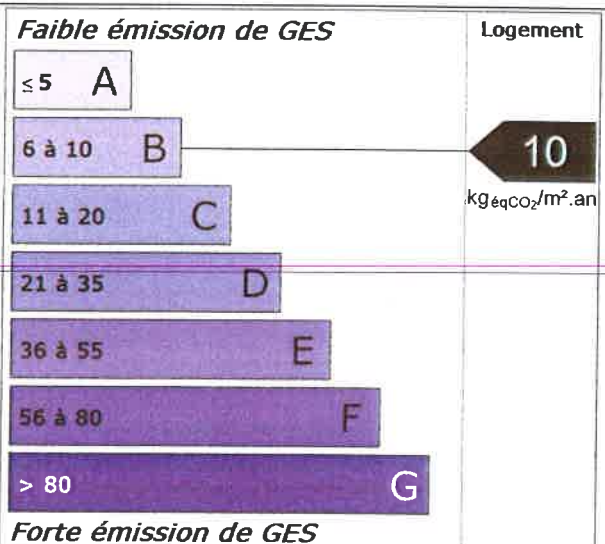 Faible émission de GES Logement
≤ 5 A
6 à 10 B 10
kgéqCO₂/m².an
11 à 20 C
21 à 35 D
36 à 55 E
56 à 80 F
> 80 G
Forte émission de GES